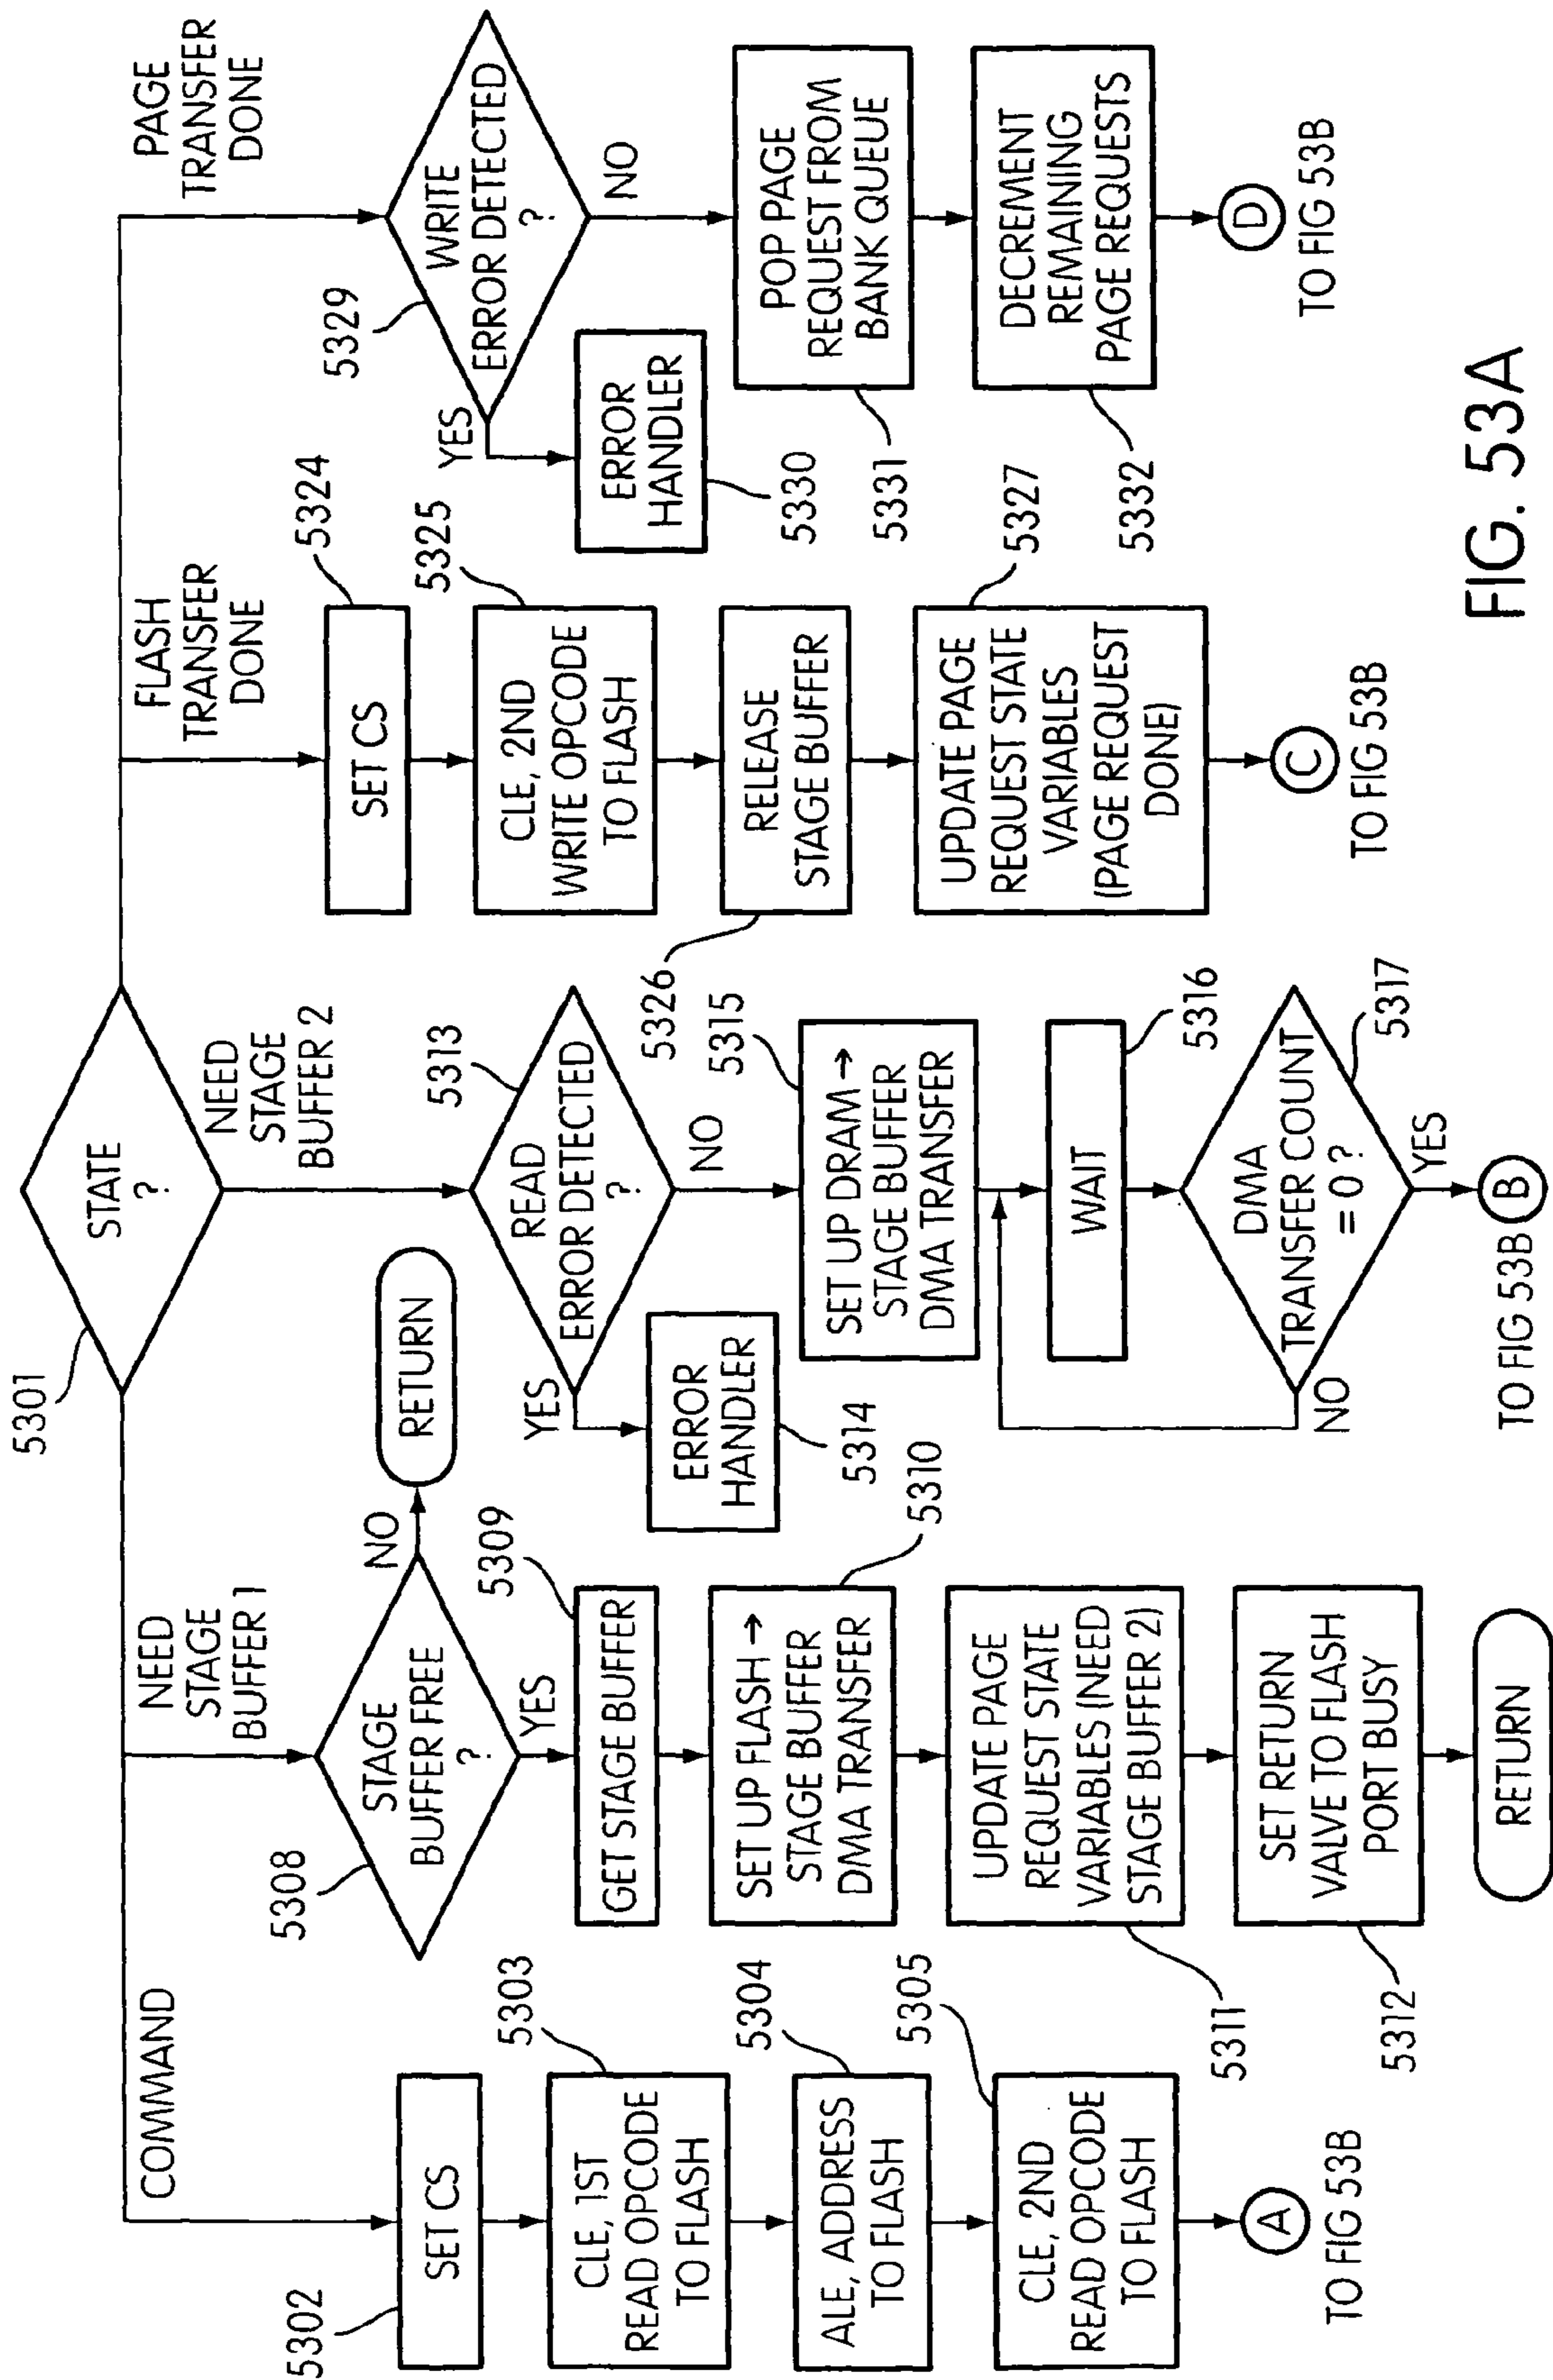 5301
STATE
?
COMMAND
5302
SET CS
5303
CLE, 1ST
READ OPCODE
TO FLASH
5304
ALE, ADDRESS
TO FLASH
5305
CLE, 2ND
READ OPCODE
TO FLASH
A
TO FIG 53B
NEED
STAGE
BUFFER 1
5308
STAGE
BUFFER FREE
?
NO
RETURN
YES
5309
GET STAGE BUFFER
5310
SET UP FLASH →
STAGE BUFFER
DMA TRANSFER
5311
UPDATE PAGE
REQUEST STATE
VARIABLES (NEED
STAGE BUFFER 2)
5312
SET RETURN
VALVE TO FLASH
PORT BUSY
RETURN
NEED
STAGE
BUFFER 2
5313
READ
ERROR DETECTED
?
YES
ERROR
HANDLER
5314
NO
5315
SET UP DRAM →
STAGE BUFFER
DMA TRANSFER
5316
WAIT
5317
DMA
TRANSFER COUNT
= 0 ?
NO
YES
TO FIG 53B
B
FLASH
TRANSFER
DONE
5324
SET CS
5325
CLE, 2ND
WRITE OPCODE
TO FLASH
5326
RELEASE
STAGE BUFFER
5327
UPDATE PAGE
REQUEST STATE
VARIABLES
(PAGE REQUEST
DONE)
C
TO FIG 53B
PAGE
TRANSFER
DONE
5329
WRITE
ERROR DETECTED
?
YES
ERROR
HANDLER
5330
NO
5331
POP PAGE
REQUEST FROM
BANK QUEUE
5332
DECREMENT
REMAINING
PAGE REQUESTS
D
TO FIG 53B
FIG. 53A